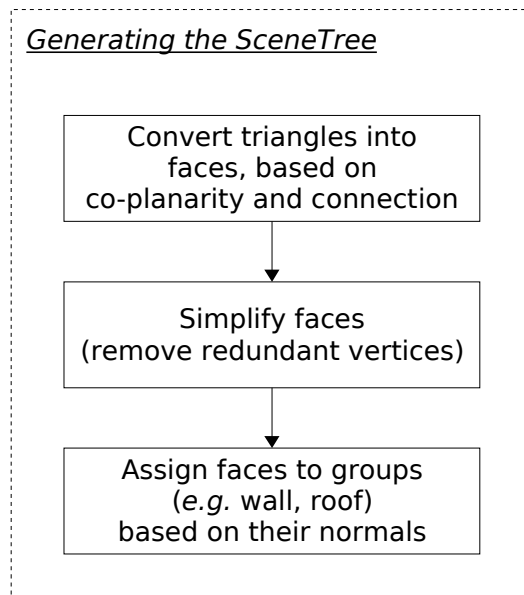 Generating the SceneTree
Convert triangles into
faces, based on
co-planarity and connection
Simplify faces
(remove redundant vertices)
Assign faces to groups
(e.g. wall, roof)
based on their normals